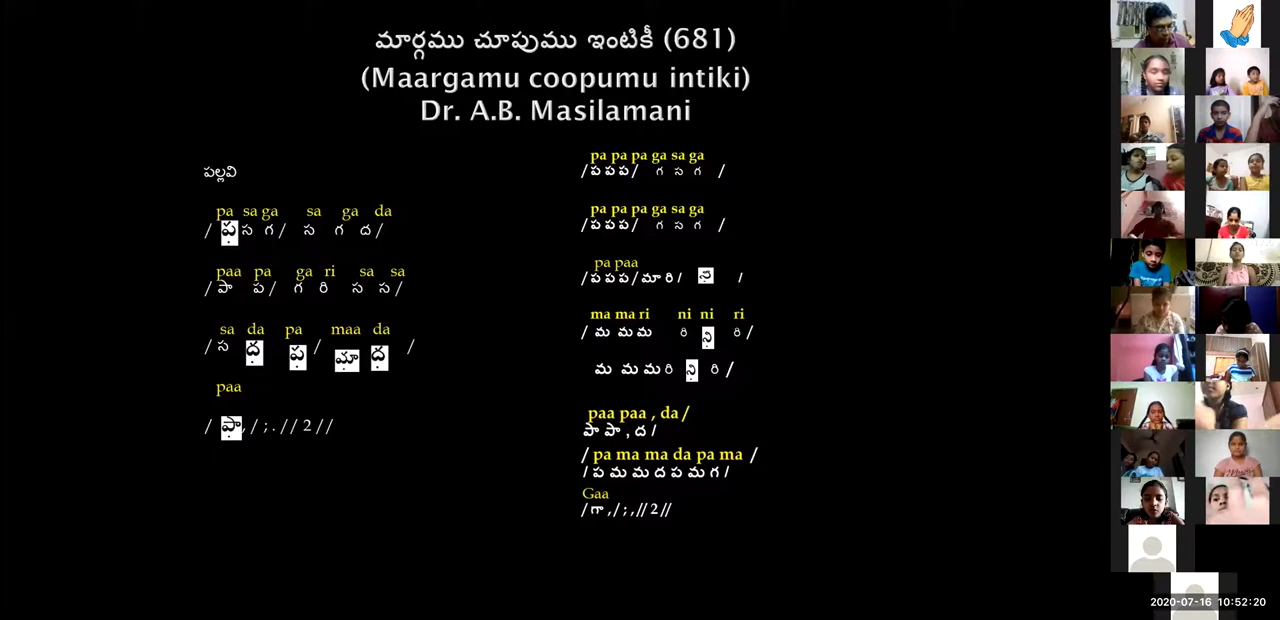 మార్గము చూపుము ఇంటికీ (681)
(Maargamu coopumu intiki)
Dr. A.B. Masilamani
పల్లవి
pa sa ga sa ga da
/ ప స గ / స గ ద /
paa pa ga ri sa sa
/ పా ప / గ రి స స /
sa da pa maa da
/ స ద ప / మా ద /
paa
/ పా, / ; . // 2 //
pa pa pa ga sa ga
/ ప ప ప / గ స గ /
pa pa pa ga sa ga
/ ప ప ప / గ స గ /
pa paa
/ ప ప ప / మా రి / ని /
ma ma ri ni ni ri
/ మ మ మ రి ని రి /
మ మ మ రి ని రి /
paa paa , da /
పా పా , ద /
/ pa ma ma da pa ma /
/ ప మ మ ద ప మ గ /
Gaa
/ గా , / ; , // 2 //
2020-07-16 10:52:20